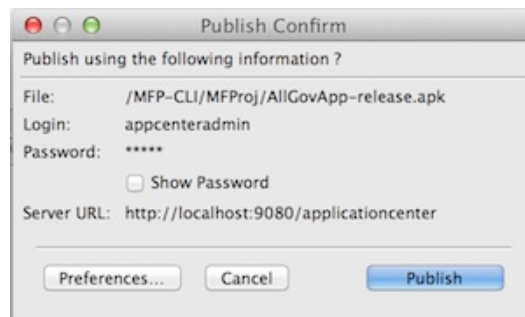 Publish Confirm
Publish using the following information ?
File: /MFP-CLI/MFProj/AllGovApp-release.apk
Login: appcenteradmin
Password: *****
Show Password
Server URL: http://localhost:9080/applicationcenter
Preferences... Cancel Publish